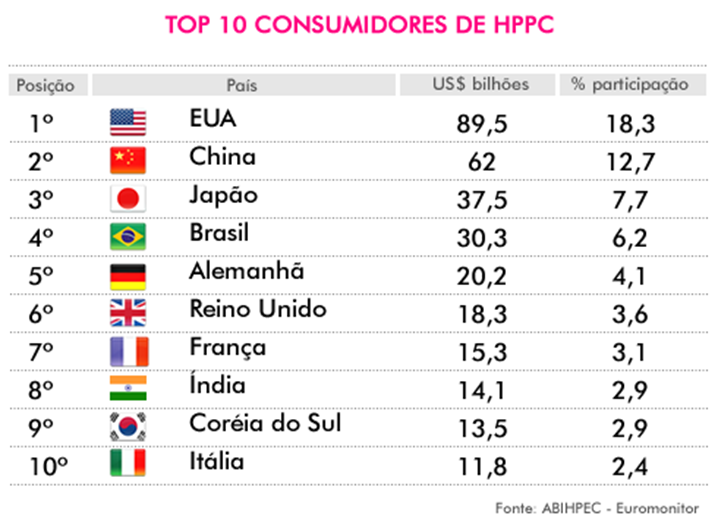 TOP 10 CONSUMIDORES DE HPPC
Posição País US$ bilhões % participação
1º EUA 89,5 18,3
2º China 62 12,7
3º Japão 37,5 7,7
4º Brasil 30,3 6,2
5º Alemanhã 20,2 4,1
6º Reino Unido 18,3 3,6
7º França 15,3 3,1
8º Índia 14,1 2,9
9º Coréia do Sul 13,5 2,9
10º Itália 11,8 2,4
Fonte: ABIHPEC - Euromonitor